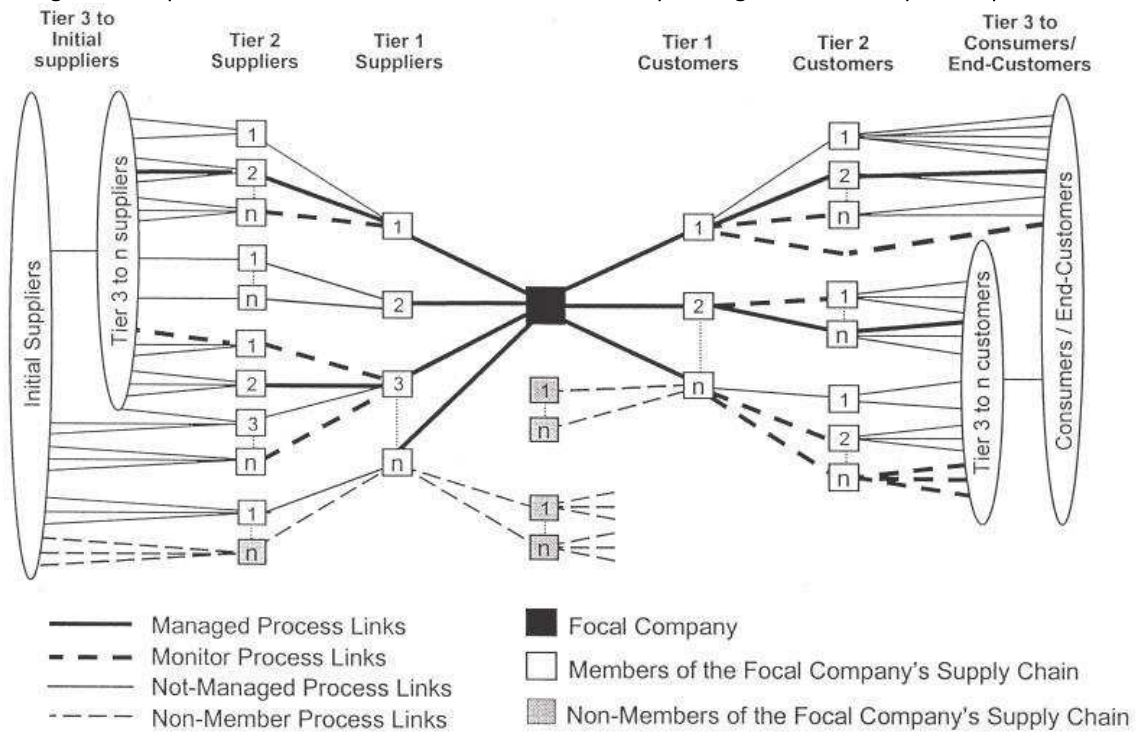 Tier 3 to
Initial
suppliers
Tier 2
Suppliers
Tier 1
Suppliers
Tier 1
Customers
Tier 2
Customers
Tier 3 to
Consumers/
End-Customers
Initial Suppliers
Tier 3 to n suppliers
1
2
n
1
n
1
2
3
n
1
n
1
2
3
n
1
n
1
n
1
2
n
1
2
n
1
n
1
2
n
Tier 3 to n customers
Consumers / End-Customers
Managed Process Links
Monitor Process Links
Not-Managed Process Links
Non-Member Process Links
Focal Company
Members of the Focal Company's Supply Chain
Non-Members of the Focal Company's Supply Chain